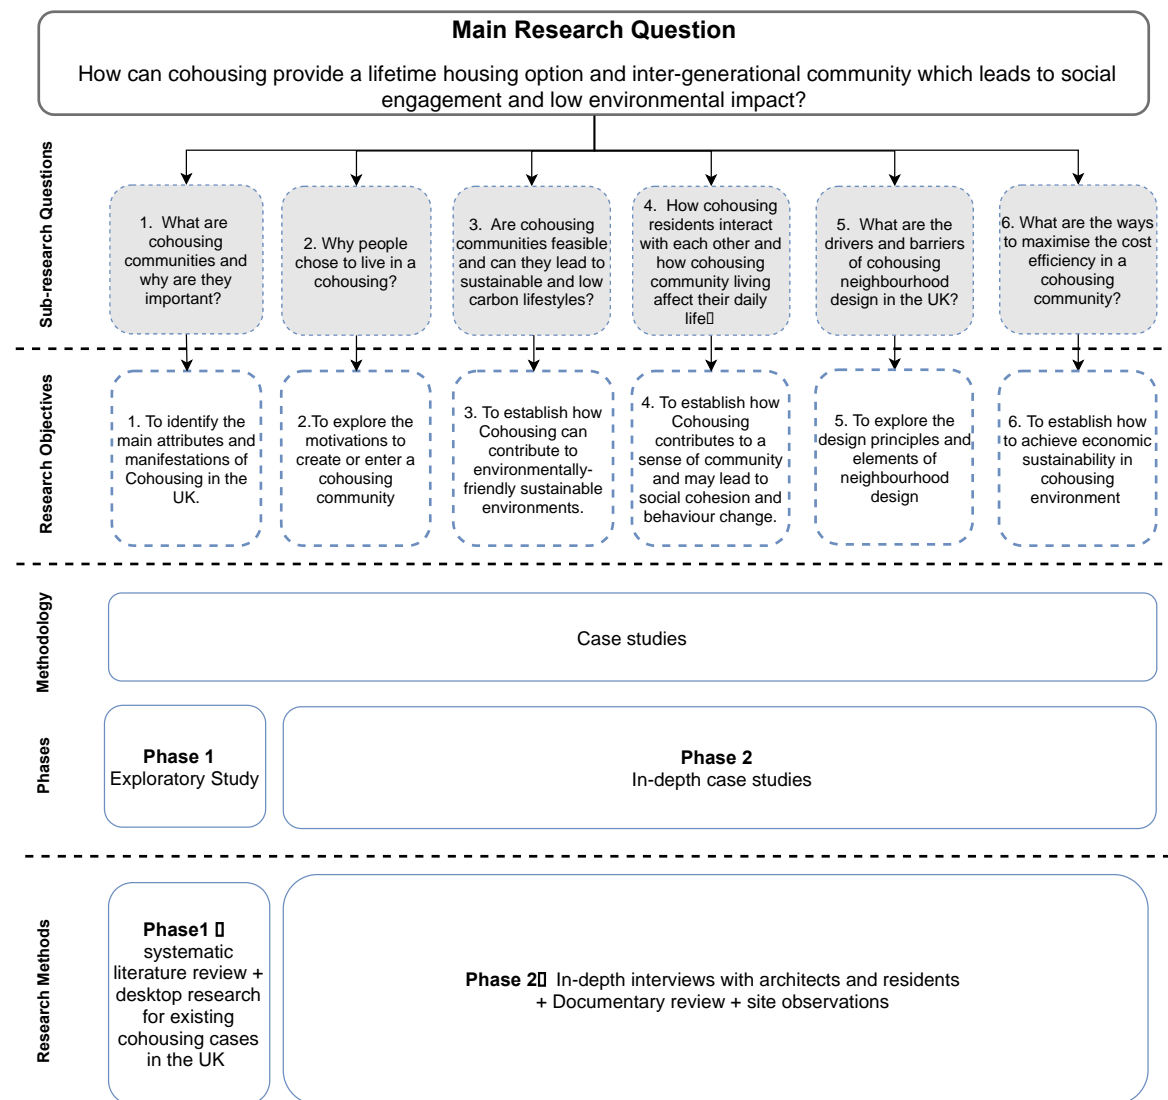 Main Research Question
How can cohousing provide a lifetime housing option and inter-generational community which leads to social
engagement and low environmental impact?
Sub-research Questions
1. What are
cohousing
communities and
why are they
important?
2. Why people
chose to live in a
cohousing?
3. Are cohousing
communities feasible
and can they lead to
sustainable and low
carbon lifestyles?
4. How cohousing
residents interact
with each other and
how cohousing
community living
affect their daily
life▯
5. What are the
drivers and barriers
of cohousing
neighbourhood
design in the UK?
6. What are the ways
to maximise the cost
efficiency in a
cohousing
community?
Research Objectives
1. To identify the
main attributes and
manifestations of
Cohousing in the
UK.
2.To explore the
motivations to
create or enter a
cohousing
community
3. To establish how
Cohousing can
contribute to
environmentally-
friendly sustainable
environments.
4. To establish how
Cohousing
contributes to a
sense of community
and may lead to
social cohesion and
behaviour change.
5. To explore the
design principles and
elements of
neighbourhood
design
6. To establish how
to achieve economic
sustainability in
cohousing
environment
Methodology
Case studies
Phases
Phase 1
Exploratory Study
Phase 2
In-depth case studies
Research Methods
Phase1 ▯
systematic
literature review +
desktop research
for existing
cohousing cases
in the UK
Phase 2▯ In-depth interviews with architects and residents
+ Documentary review + site observations